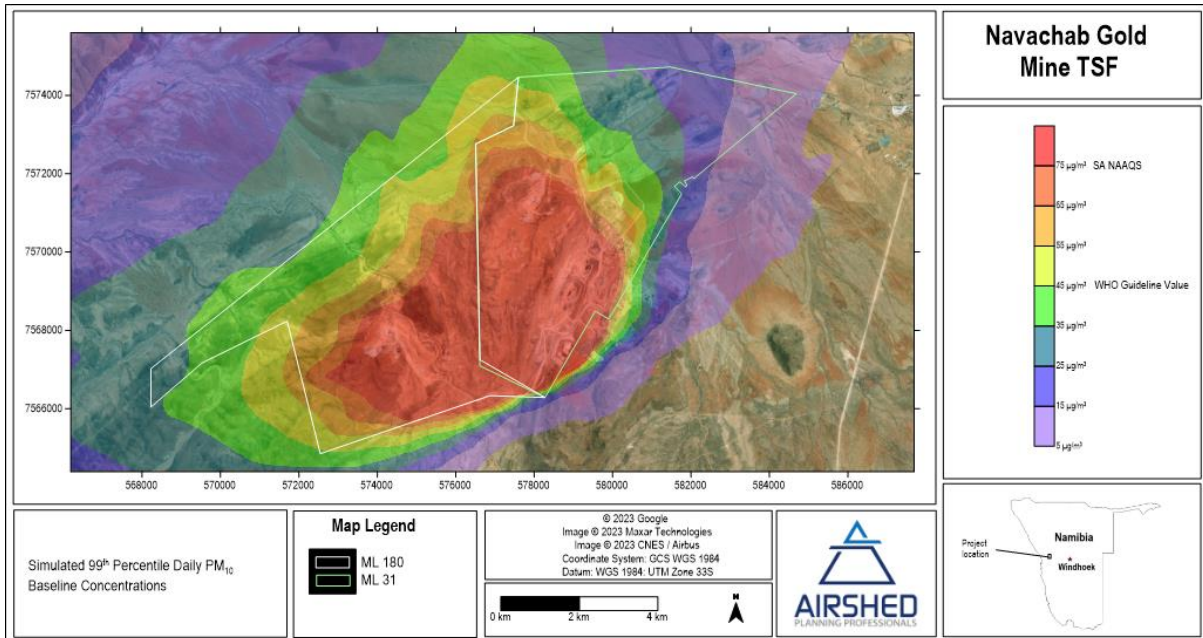 Navachab Gold
Mine TSF
7574000
7572000
7570000
7568000
7566000
568000
570000
572000
574000
576000
578000
580000
582000
584000
586000
75 µg/m³ SA NAAQS
65 µg/m³
55 µg/m³
45 µg/m³ WHO Guideline Value
35 µg/m³
25 µg/m³
15 µg/m³
5 µg/m³
Simulated 99th Percentile Daily PM10
Baseline Concentrations
Map Legend
ML 180
ML 31
© 2023 Google
Image © 2023 Maxar Technologies
Image © 2023 CNES / Airbus
Coordinate System: GCS WGS 1984
Datum: WGS 1984: UTM Zone 33S
0 km
2 km
4 km
N
AIRSHED
PLANNING PROFESSIONALS
Namibia
Project
location
Windhoek